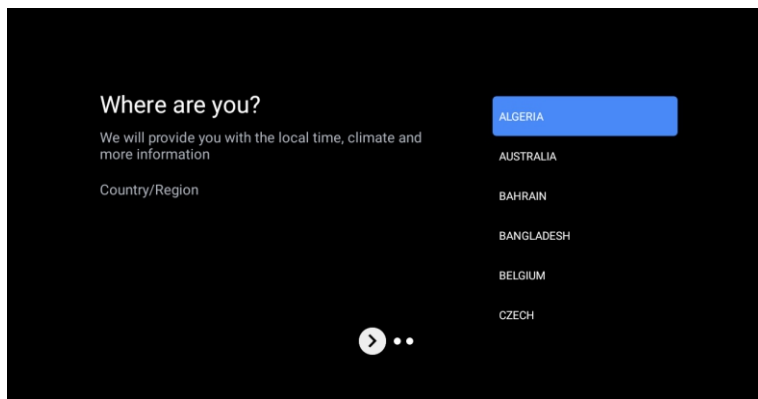 Where are you?
We will provide you with the local time, climate and
more information
Country/Region
ALGERIA
AUSTRALIA
BAHRAIN
BANGLADESH
BELGIUM
CZECH